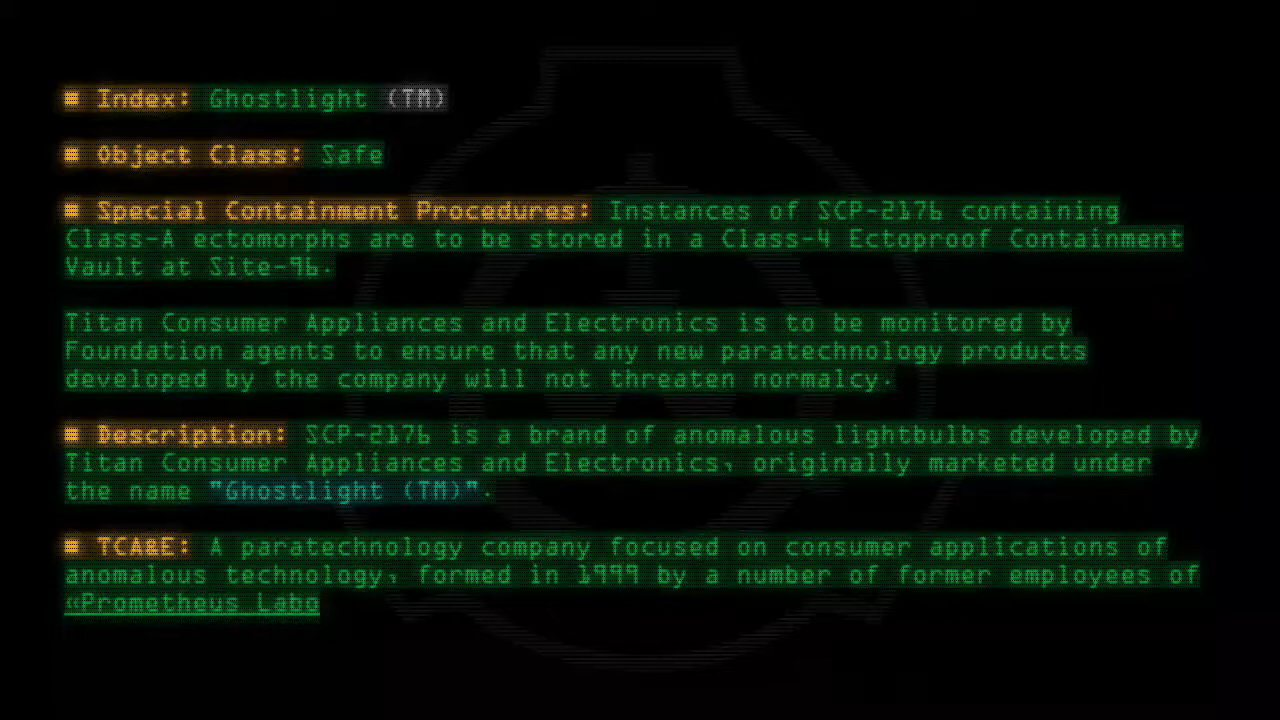 ■ Index: Ghostlight (TM)
■ Object Class: Safe
■ Special Containment Procedures: Instances of SCP-2176 containing
Class-A ectomorphs are to be stored in a Class-4 Ectoproof Containment
Vault at Site-96.
Titan Consumer Appliances and Electronics is to be monitored by
Foundation agents to ensure that any new paratechnology products
developed by the company will not threaten normalcy.
■ Description: SCP-2176 is a brand of anomalous lightbulbs developed by
Titan Consumer Appliances and Electronics, originally marketed under
the name "Ghostlight (TM)".
■ TCA&E: A paratechnology company focused on consumer applications of
anomalous technology, formed in 1999 by a number of former employees of
«Prometheus Labo